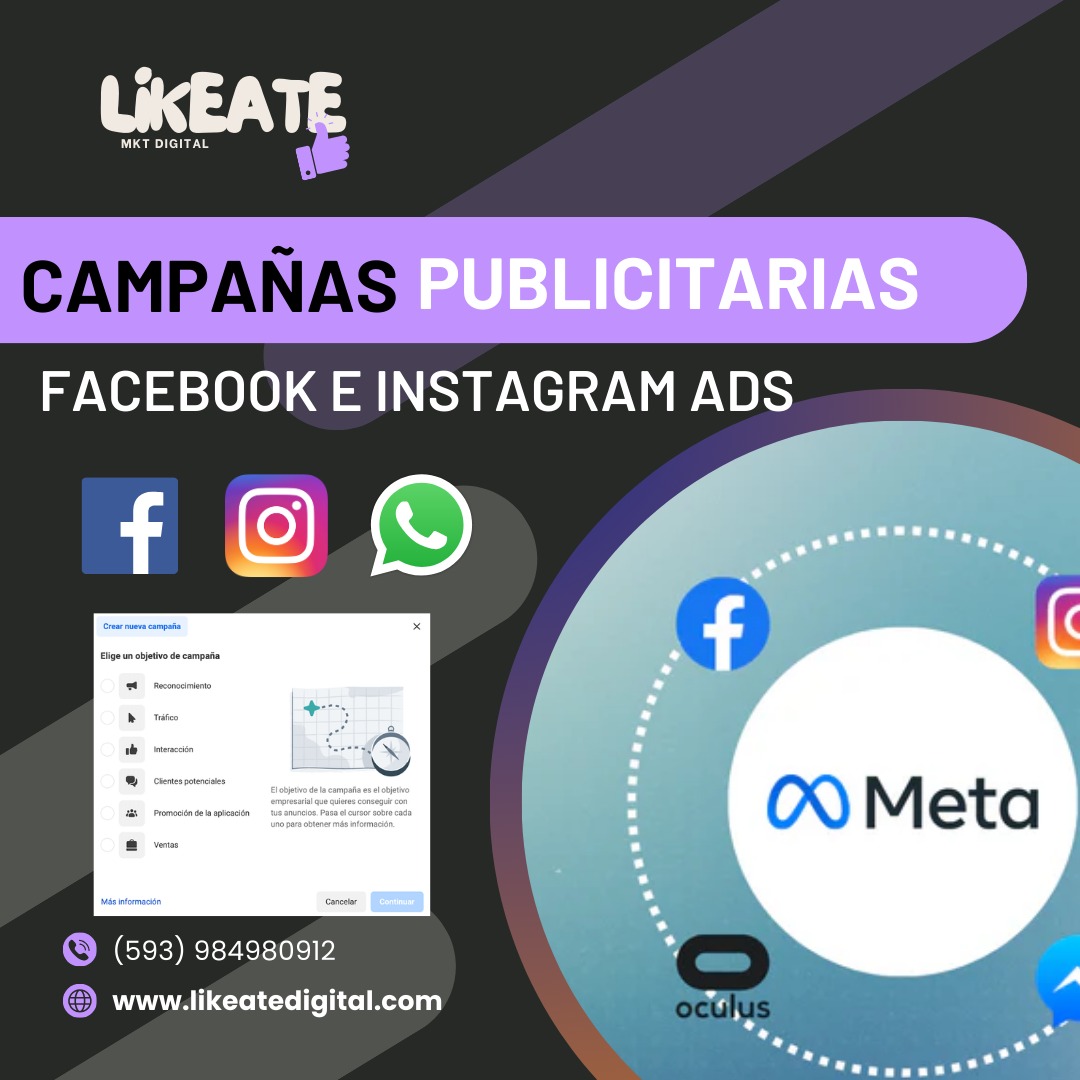 LiKEATE
MKT DIGITAL
CAMPAÑAS PUBLICITARIAS
FACEBOOK E INSTAGRAM ADS
Crear nueva campaña
Elige un objetivo de campaña
Reconocimiento
Tráfico
Interacción
Clientes potenciales
Promoción de la aplicación
Ventas
El objetivo de la campaña es el objetivo
empresarial que quieres conseguir con
tus anuncios. Pasa el cursor sobre cada
uno para obtener más información.
Más información
Cancelar
Continuar
Meta
oculus
(593) 984980912
www.likeatedigital.com